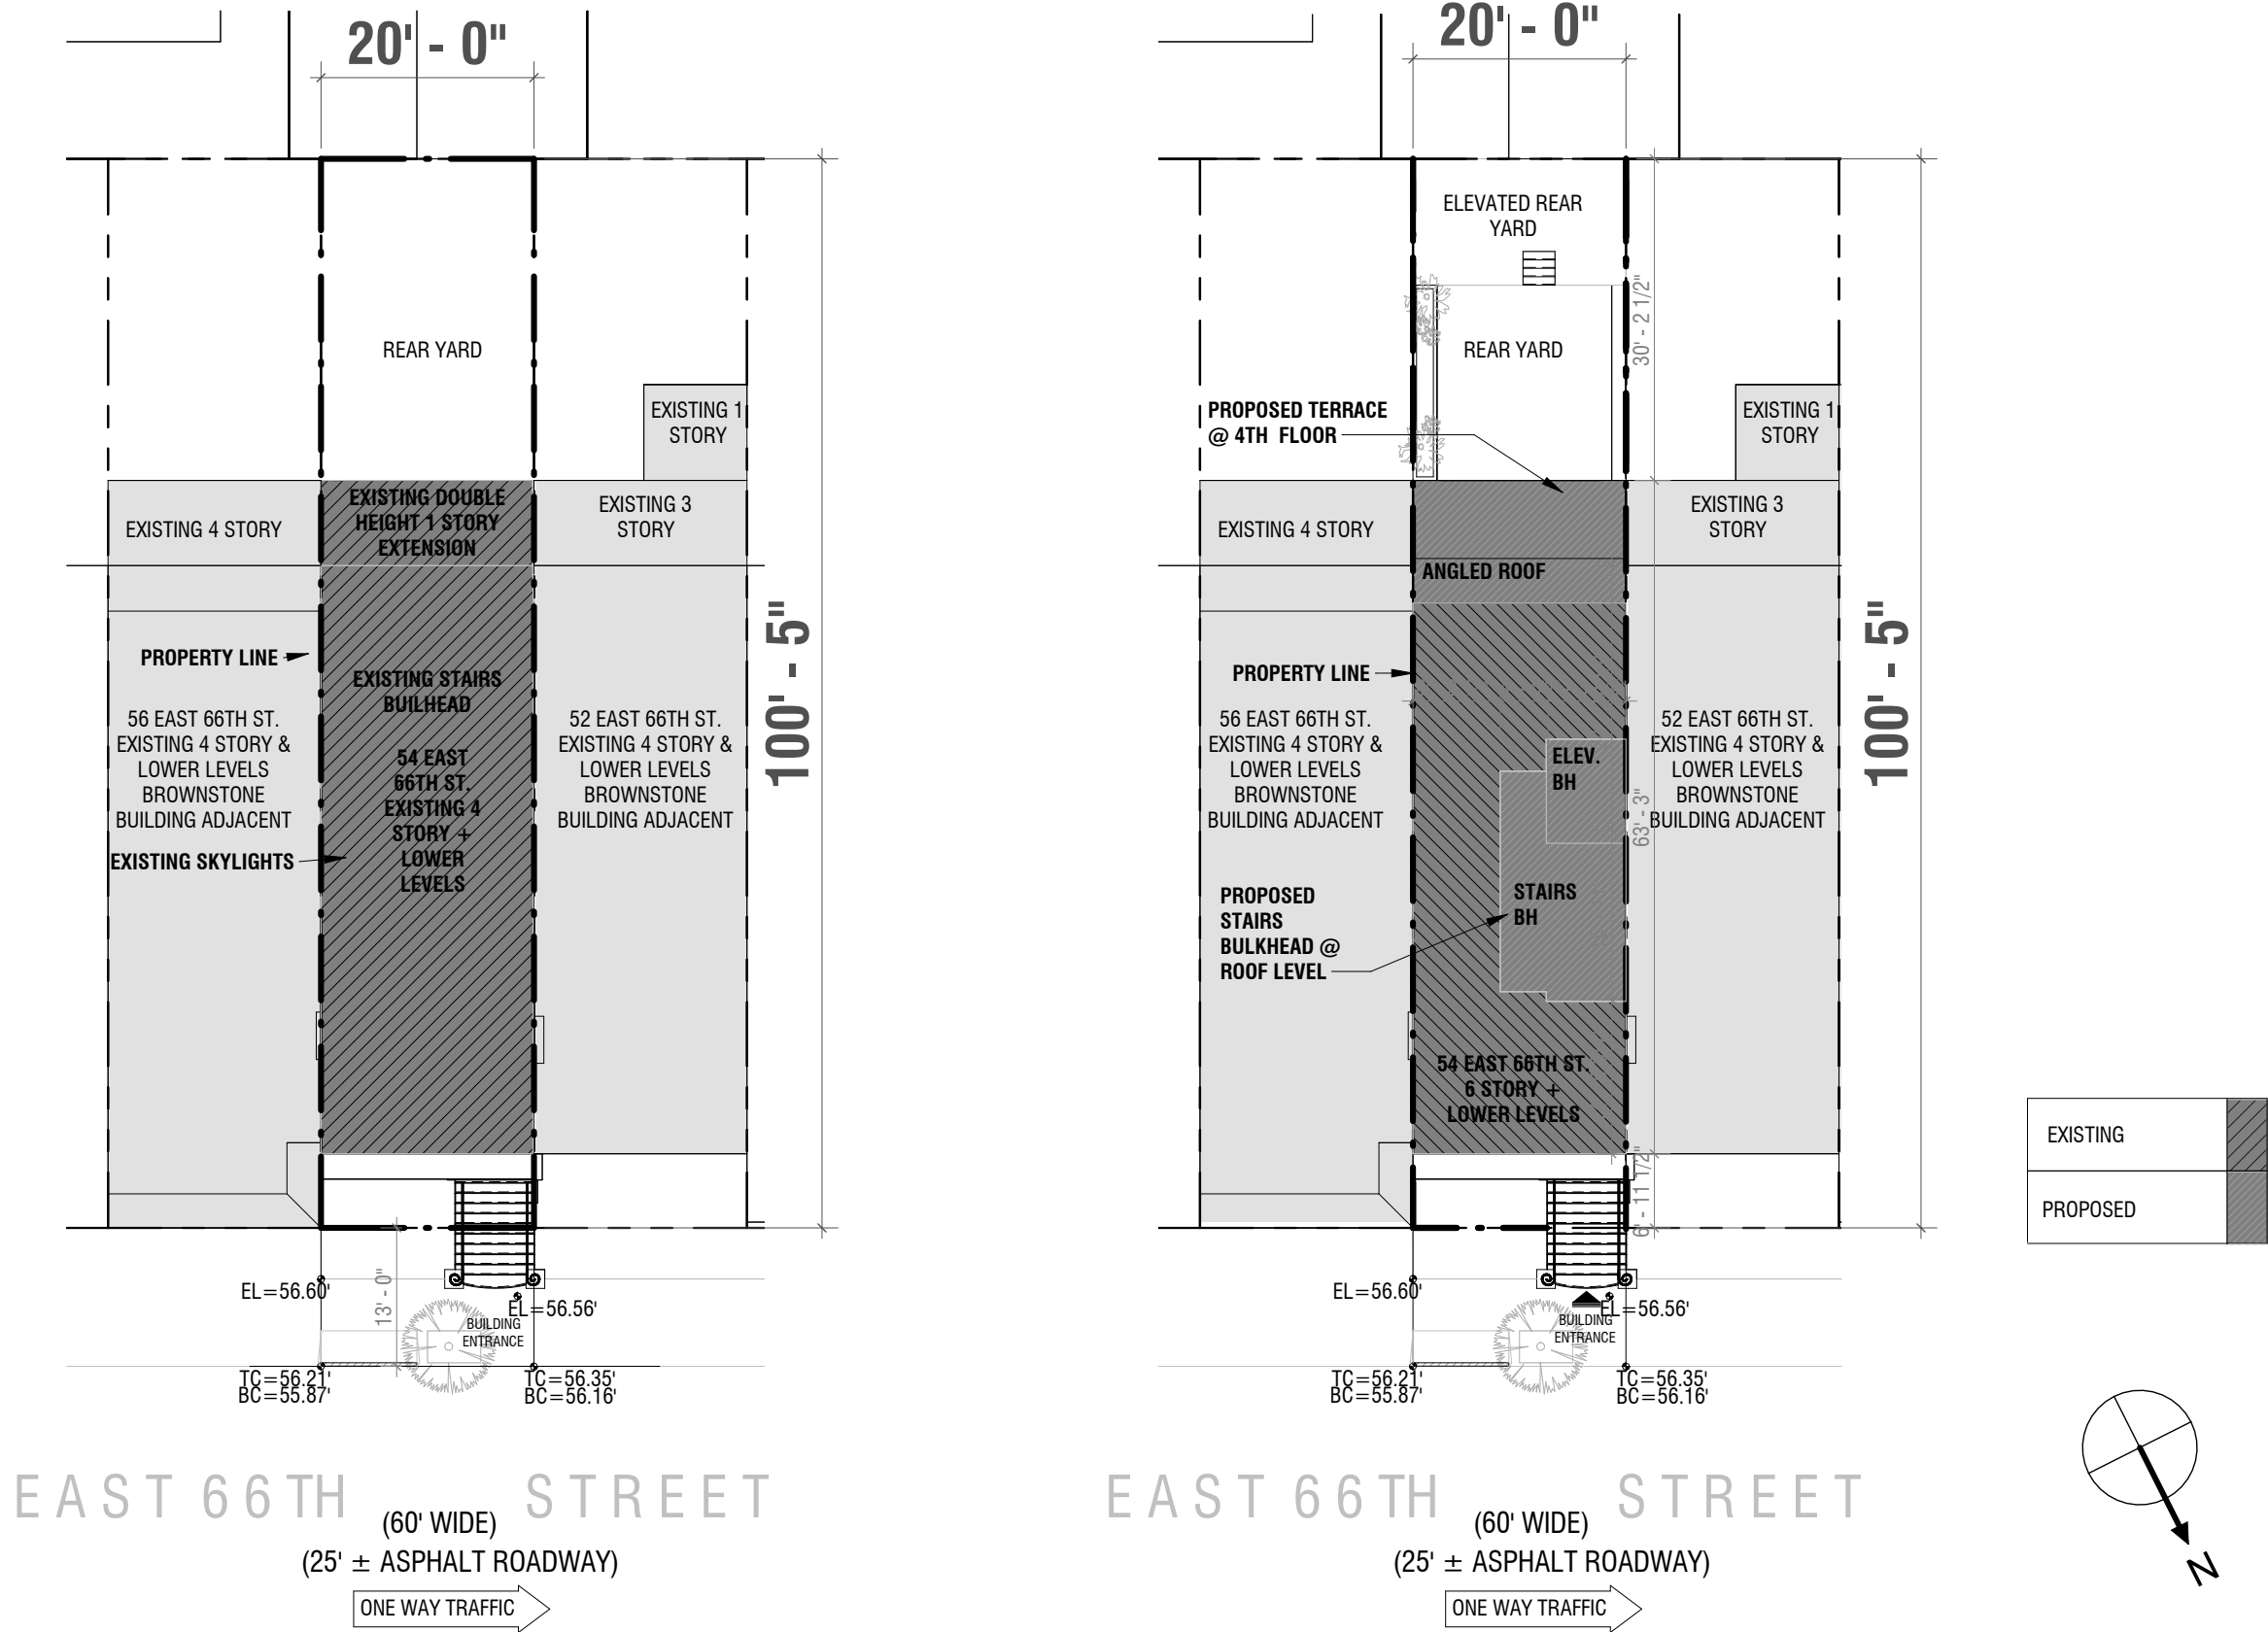 20' - 0"
REAR YARD
EXISTING 1
STORY
EXISTING 4 STORY
EXISTING DOUBLE
HEIGHT 1 STORY
EXTENSION
EXISTING 3
STORY
PROPERTY LINE
EXISTING STAIRS
BUILHEAD
56 EAST 66TH ST.
EXISTING 4 STORY &
LOWER LEVELS
BROWNSTONE
BUILDING ADJACENT
54 EAST
66TH ST.
EXISTING 4
STORY +
LOWER
LEVELS
52 EAST 66TH ST.
EXISTING 4 STORY &
LOWER LEVELS
BROWNSTONE
BUILDING ADJACENT
EXISTING SKYLIGHTS
100' - 5"
13' - 0"
EL=56.60'
EL=56.56'
BUILDING
ENTRANCE
TC=56.21'
BC=55.87'
TC=56.35'
BC=56.16'
EAST 66TH STREET
(60' WIDE)
(25' ± ASPHALT ROADWAY)
ONE WAY TRAFFIC
20' - 0"
ELEVATED REAR
YARD
30' - 2 1/2"
REAR YARD
PROPOSED TERRACE
@ 4TH FLOOR
EXISTING 1
STORY
EXISTING 4 STORY
EXISTING 3
STORY
ANGLED ROOF
PROPERTY LINE
56 EAST 66TH ST.
EXISTING 4 STORY &
LOWER LEVELS
BROWNSTONE
BUILDING ADJACENT
ELEV.
BH
63' - 3"
52 EAST 66TH ST.
EXISTING 4 STORY &
LOWER LEVELS
BROWNSTONE
BUILDING ADJACENT
100' - 5"
PROPOSED
STAIRS
BULKHEAD @
ROOF LEVEL
STAIRS
BH
54 EAST 66TH ST.
6 STORY +
LOWER LEVELS
6' - 11 1/2"
EL=56.60'
EL=56.56'
BUILDING
ENTRANCE
TC=56.21'
BC=55.87'
TC=56.35'
BC=56.16'
EAST 66TH STREET
(60' WIDE)
(25' ± ASPHALT ROADWAY)
ONE WAY TRAFFIC
EXISTING
PROPOSED
N